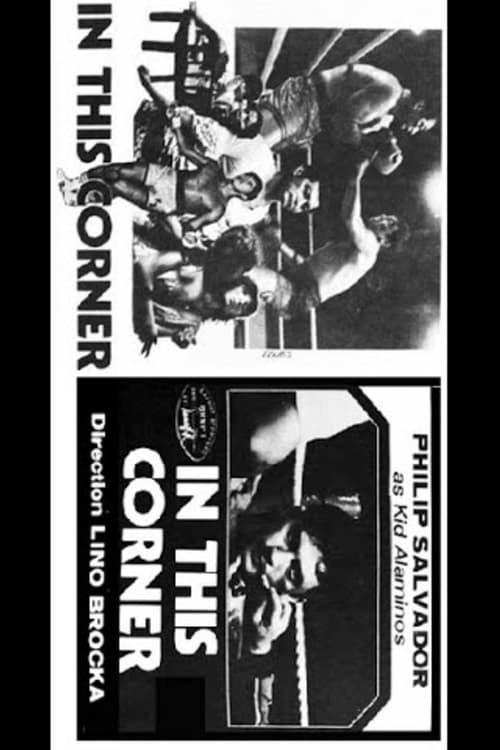 IN THIS CORNER
PHILIP SALVADOR
as Kid Alaminos
IN THIS
CORNER
Direction LINO BROCKA